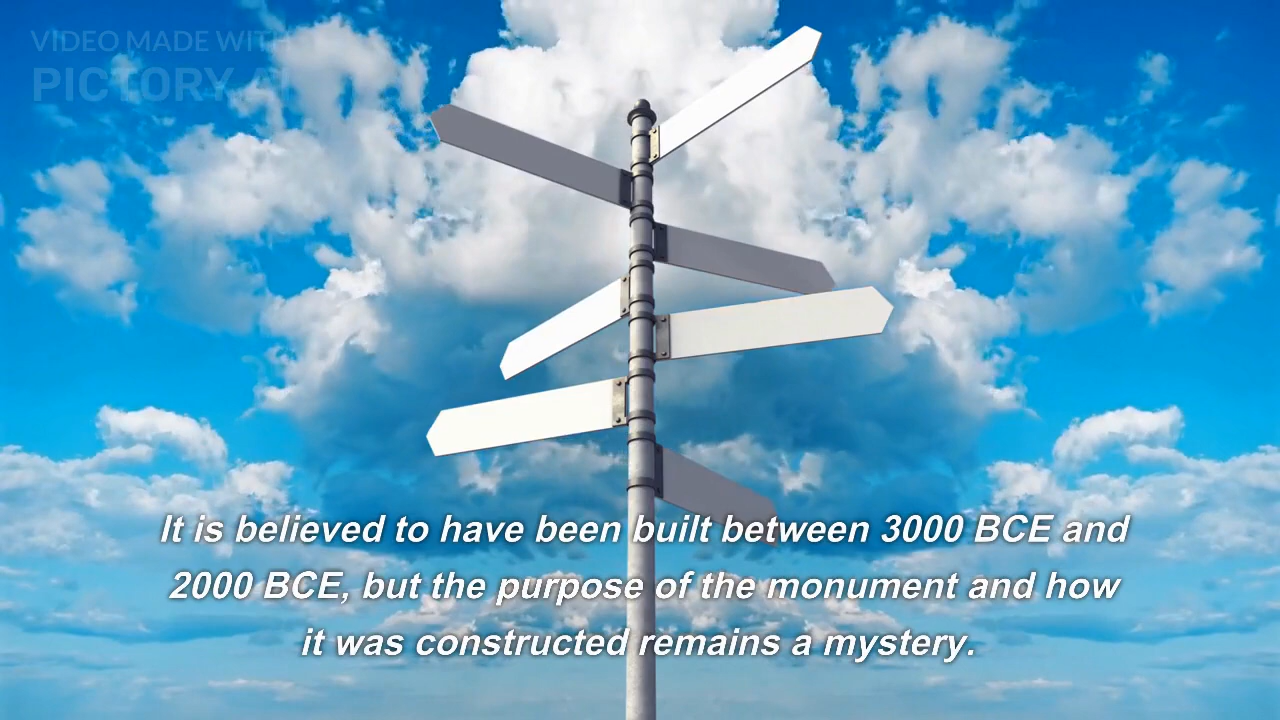 VIDEO MADE WITH
PICTORY.AI
It is believed to have been built between 3000 BCE and
2000 BCE, but the purpose of the monument and how
it was constructed remains a mystery.